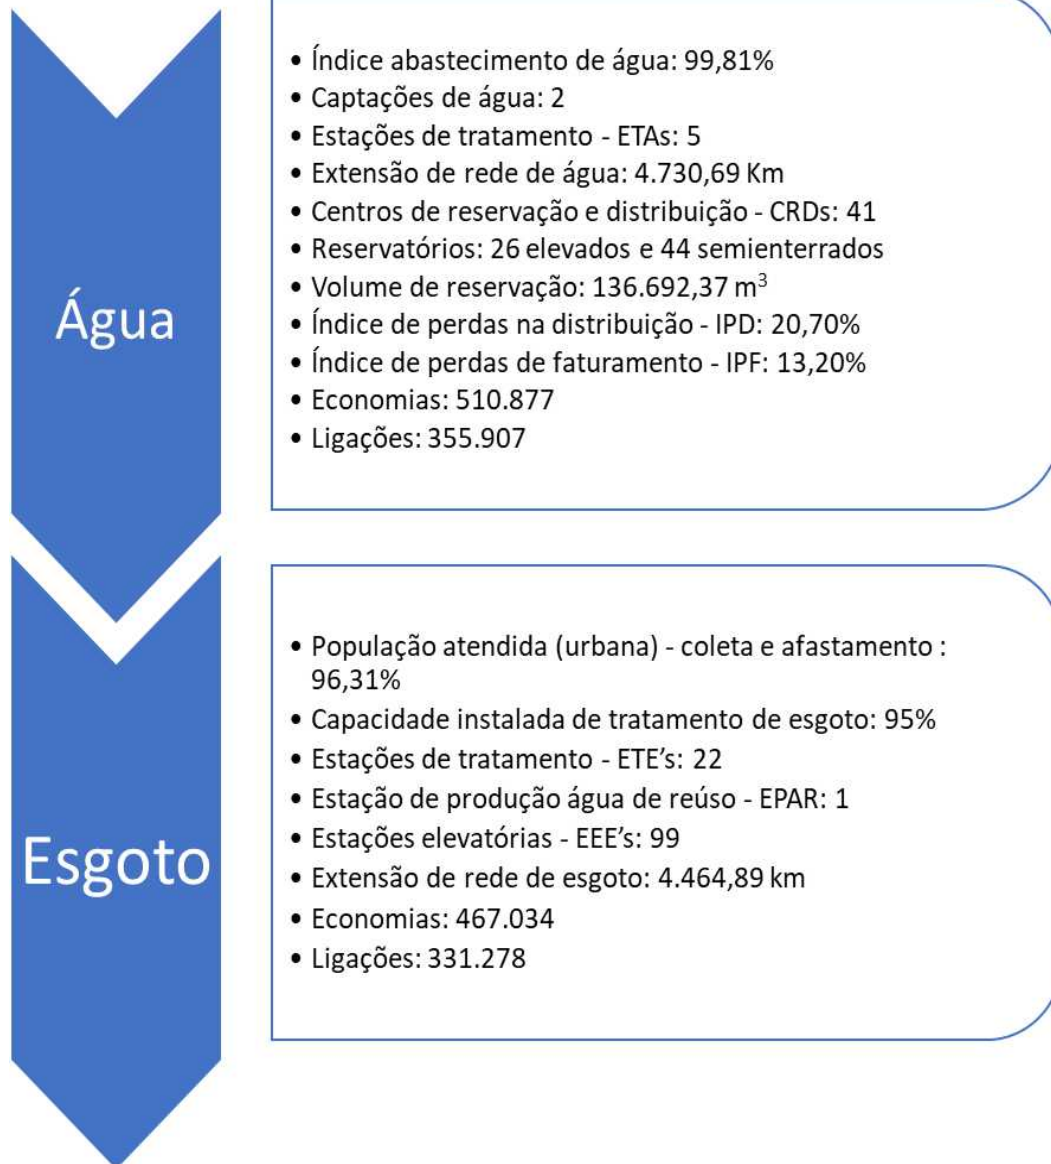 Água
• Índice abastecimento de água: 99,81%
• Captações de água: 2
• Estações de tratamento - ETAs: 5
• Extensão de rede de água: 4.730,69 Km
• Centros de reservação e distribuição - CRDs: 41
• Reservatórios: 26 elevados e 44 semienterrados
• Volume de reservação: 136.692,37 m³
• Índice de perdas na distribuição - IPD: 20,70%
• Índice de perdas de faturamento - IPF: 13,20%
• Economias: 510.877
• Ligações: 355.907
Esgoto
• População atendida (urbana) - coleta e afastamento :
96,31%
• Capacidade instalada de tratamento de esgoto: 95%
• Estações de tratamento - ETE’s: 22
• Estação de produção água de reúso - EPAR: 1
• Estações elevatórias - EEE’s: 99
• Extensão de rede de esgoto: 4.464,89 km
• Economias: 467.034
• Ligações: 331.278